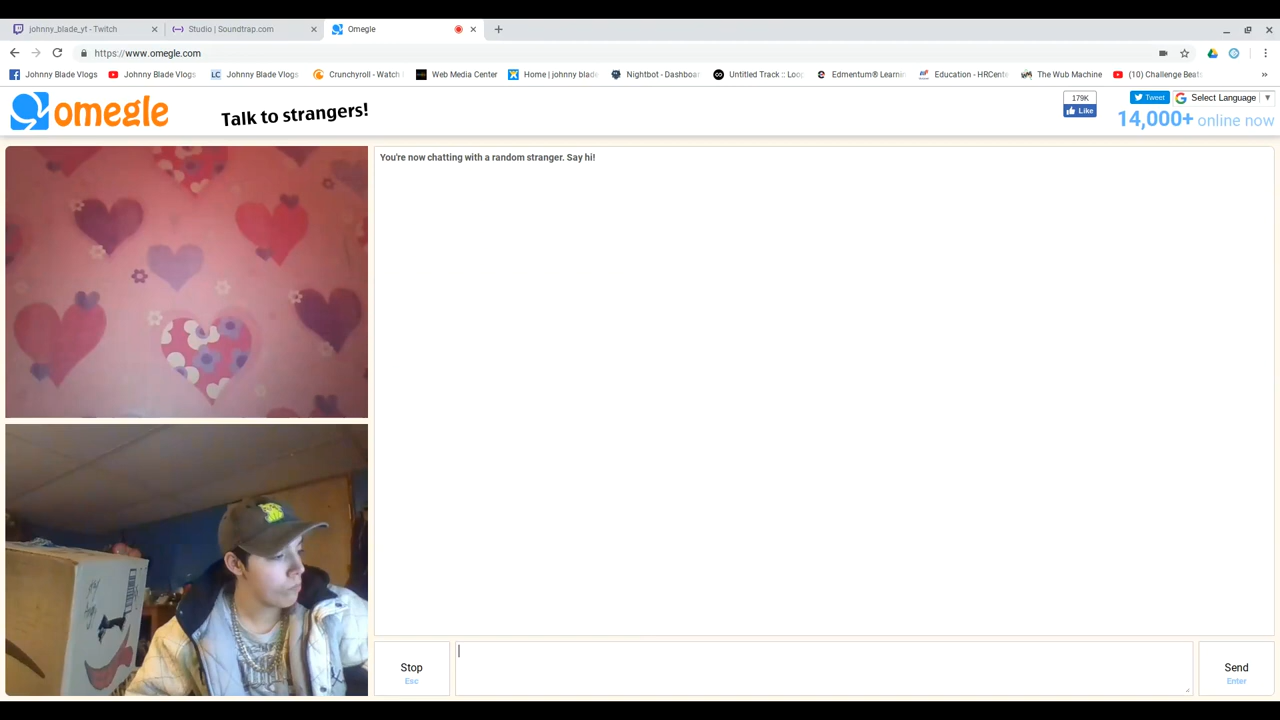 johnny_blade_yt - Twitch
Studio | Soundtrap.com
Omegle
https://www.omegle.com
Johnny Blade Vlogs
Johnny Blade Vlogs
Johnny Blade Vlogs
Crunchyroll - Watch
Web Media Center
Home | johnny blade
Nightbot - Dashboa
Untitled Track :: Loo
Edmentum® Learni
Education - HRCente
The Wub Machine
(10) Challenge Beats
omegle
Talk to strangers!
179K
Like
Tweet
Select Language
14,000+ online now
You're now chatting with a random stranger. Say hi!
Stop
Esc
Send
Enter